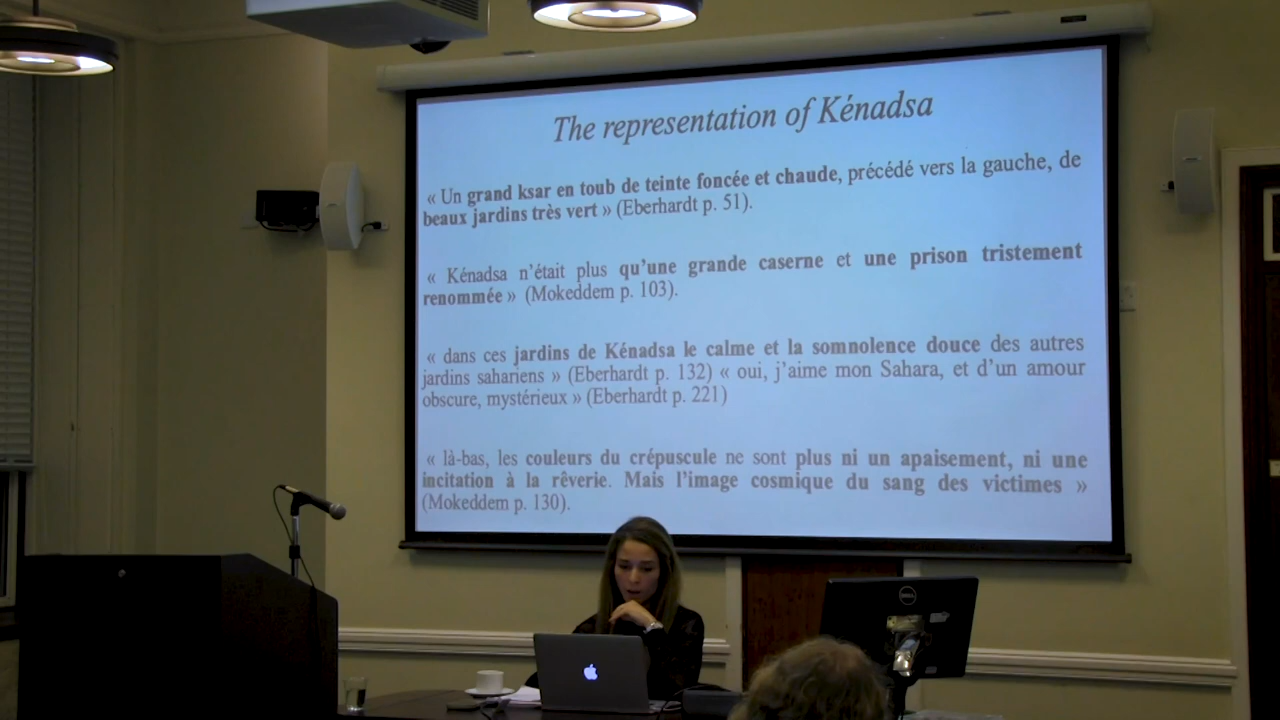 The representation of Kénadsa
« Un grand ksar en toub de teinte foncée et chaude, précédé vers la gauche, de
beaux jardins très vert » (Eberhardt p. 51).
« Kénadsa n’était plus qu’une grande caserne et une prison tristement
renommée » (Mokeddem p. 103).
« dans ces jardins de Kénadsa le calme et la somnolence douce des autres
jardins sahariens » (Eberhardt p. 132) « oui, j’aime mon Sahara, et d’un amour
obscure, mystérieux » (Eberhardt p. 221)
« là-bas, les couleurs du crépuscule ne sont plus ni un apaisement, ni une
incitation à la rêverie. Mais l’image cosmique du sang des victimes »
(Mokeddem p. 130).
DELL